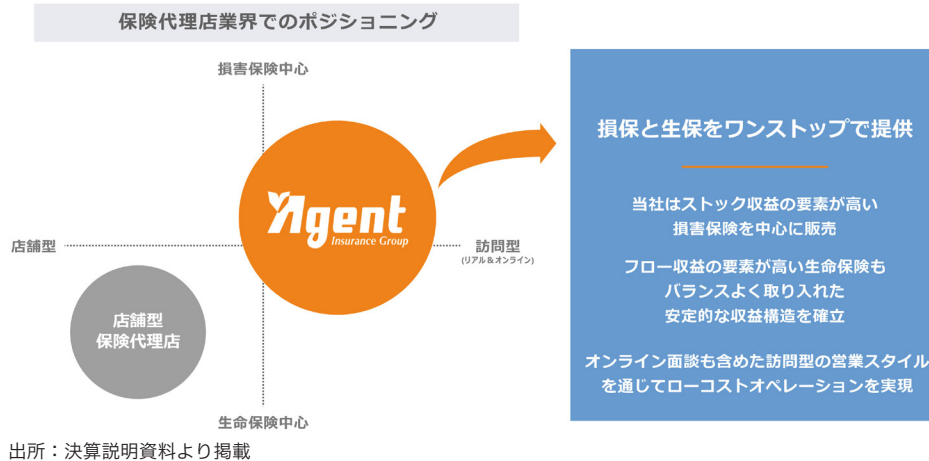 保険代理店業界でのポジショニング
損害保険中心
損保と生保をワンストップで提供
当社はストック収益の要素が高い
損害保険を中心に販売
Agent
Insurance Group
店舗型
訪問型
(リアル&オンライン)
フロー収益の要素が高い生命保険も
バランスよく取り入れた
安定的な収益構造を確立
店舗型
保険代理店
オンライン面談も含めた訪問型の営業スタイル
を通じてローコストオペレーションを実現
生命保険中心
出所：決算説明資料より掲載